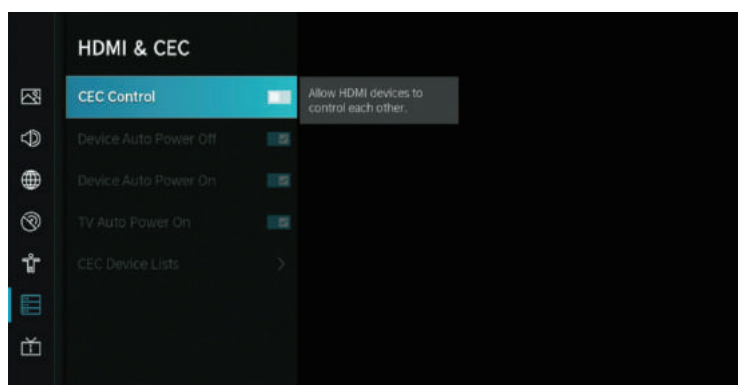 HDMI & CEC
CEC Control
Allow HDMI devices to
control each other.
Device Auto Power Off
Device Auto Power On
TV Auto Power On
CEC Device Lists